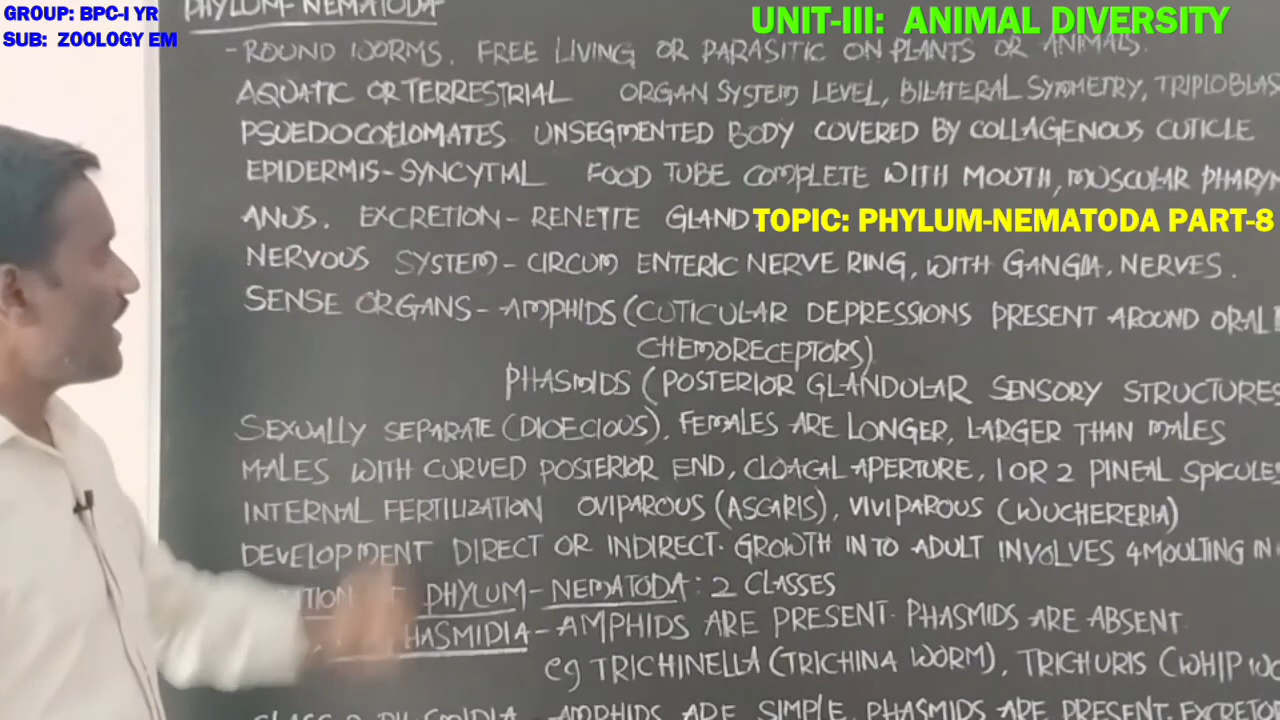 GROUP: BPC-I YR
SUB: ZOOLOGY EM
UNIT-III: ANIMAL DIVERSITY
PHYLUM-NEMATODA
-ROUND WORMS. FREE LIVING OR PARASITIC ON PLANTS OR ANIMALS.
AQUATIC OR TERRESTRIAL ORGAN SYSTEM LEVEL, BILATERAL SYMMETRY, TRIPLOBLAS
PSUEDOCOELOMATES UNSEGMENTED BODY COVERED BY COLLAGENOUS CUTICLE
EPIDERMIS-SYNCYTIAL FOOD TUBE COMPLETE WITH MOUTH, MUSCULAR PHARYN
ANUS. EXCRETION-RENETTE GLAND
TOPIC: PHYLUM-NEMATODA PART-8
NERVOUS SYSTEM-CIRCUM ENTERIC NERVE RING, WITH GANGLIA, NERVES.
SENSE ORGANS-AMPHIDS (CUTICULAR DEPRESSIONS PRESENT AROUND ORAL
CHEMORECEPTORS)
PHASMIDS (POSTERIOR GLANDULAR SENSORY STRUCTURES
SEXUALLY SEPARATE (DIOECIOUS). FEMALES ARE LONGER, LARGER THAN MALES
MALES WITH CURVED POSTERIOR END, CLOACAL APERTURE, 1 OR 2 PINEAL SPICULES
INTERNAL FERTILIZATION OVIPAROUS (ASCARIS), VIVIPAROUS (WUCHERERIA)
DEVELOPMENT DIRECT OR INDIRECT. GROWTH INTO ADULT INVOLVES 4 MOULTING IN
PHYLUM-NEMATODA: 2 CLASSES
HASMIDIA-AMPHIDS ARE PRESENT. PHASMIDS ARE ABSENT.
eg TRICHINELLA (TRICHINA WORM), TRICHURIS (WHIP WO
AMPHIDS ARE SIMPLE. PHASMIDS ARE PRESENT, EXCRETO